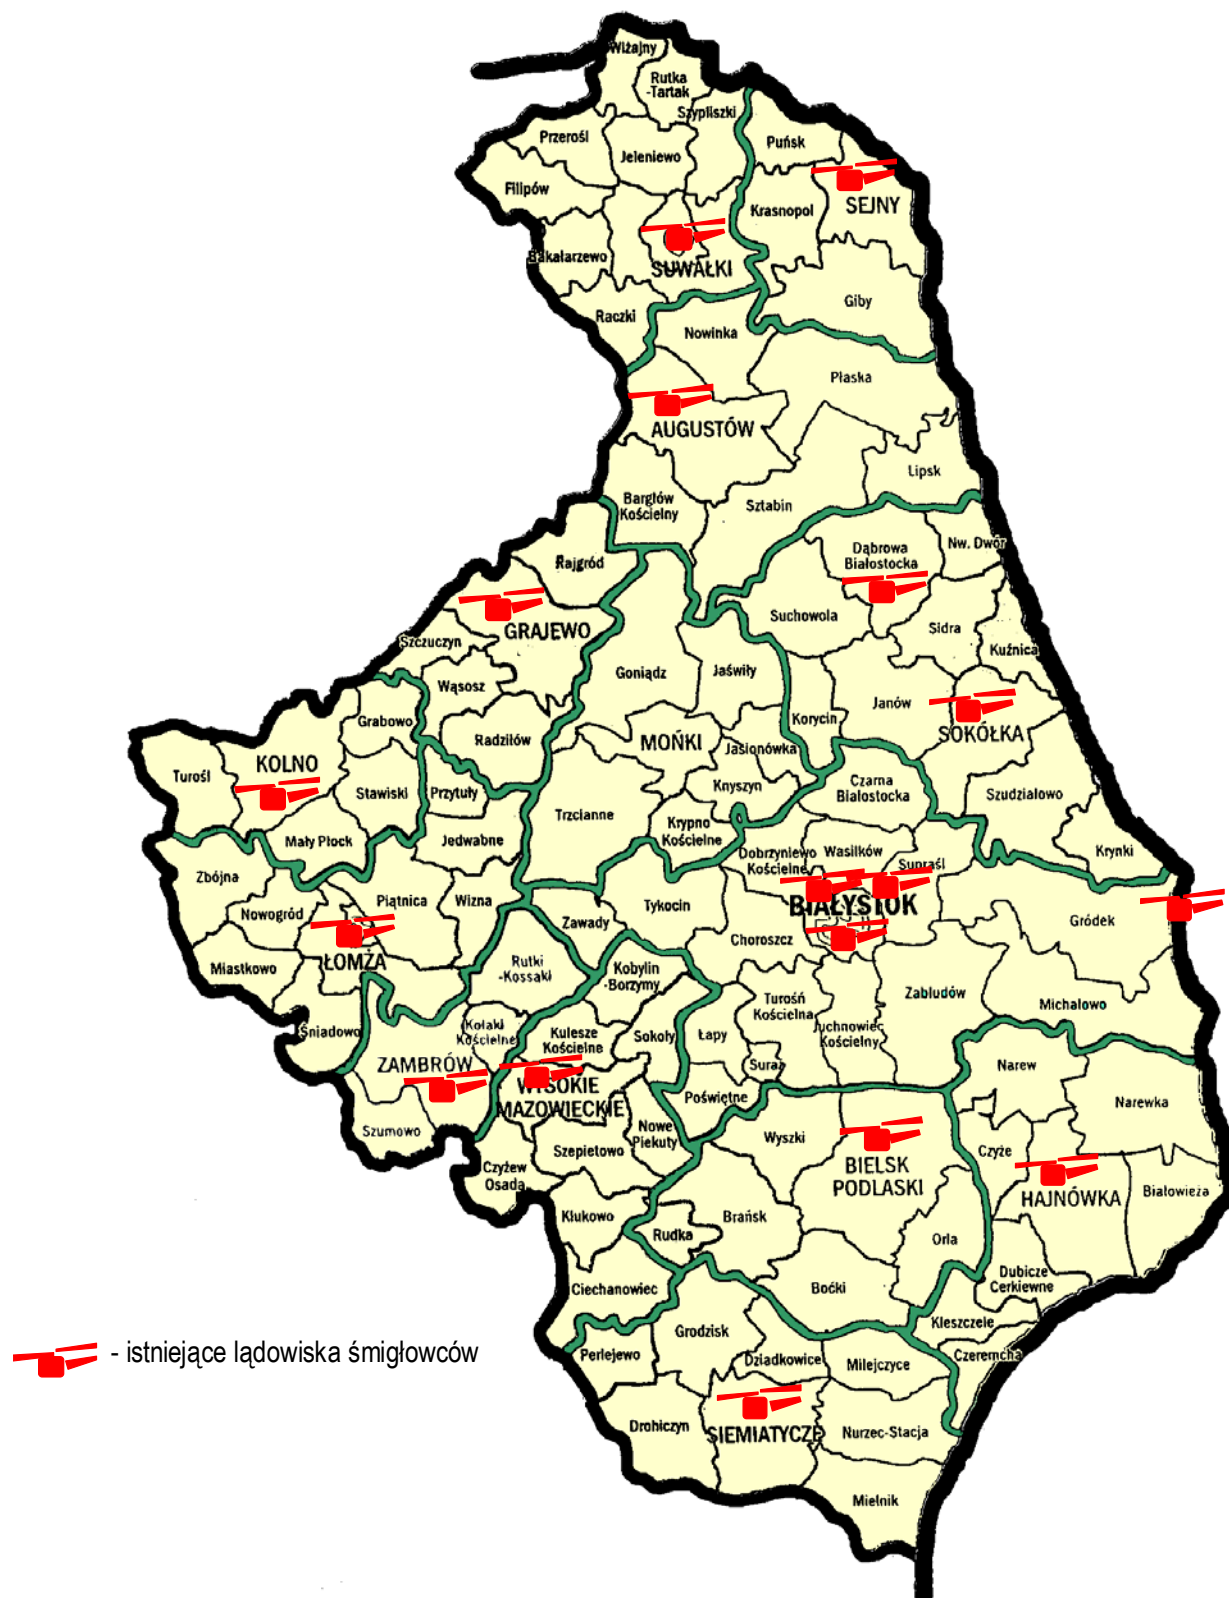 Wiżajny
Rutka
-Tartak
Szypliszki
Przerośl
Jeleniewo
Puńsk
Filipów
Krasnopol
SEJNY
Bakałarzewo
SUWAŁKI
Raczki
Giby
Nowinka
Płaska
AUGUSTÓW
Lipsk
Bargłów
Kościelny
Sztabin
Rajgród
Dąbrowa
Białostocka
Nw. Dwór
Suchowola
Sidra
GRAJEWO
Szczuczyn
Kuźnica
Goniądz
Jaświły
Wąsosz
Janów
Grabowo
Korycin
SOKÓŁKA
Radziłów
MOŃKI
Jasionówka
KOLNO
Turośl
Stawiski
Przytuły
Knyszyn
Czarna
Białostocka
Szudziałowo
Trzcianne
Krypno
Kościelne
Mały Płock
Jedwabne
Dobrzyniewo
Kościelne
Wasilków
Supraśl
Krynki
Zbójna
Piątnica
Wizna
Nowogród
Tykocin
BIAŁYSTOK
Zawady
Gródek
Choroszcz
ŁOMŻA
Miastkowo
Rutki
-Kossaki
Kobylin
-Borzymy
Zabłudów
Turośń
Kościelna
Michałowo
Śniadowo
Kołaki
Kościelne
Kulesze
Kościelne
Sokoły
Łapy
Juchnowiec
Kościelny
ZAMBRÓW
Suraż
Narew
WYSOKIE
MAZOWIECKIE
Poświętne
Narewka
Szumowo
Nowe
Piekuty
Wyszki
Szepietowo
Czyże
Czyżew
Osada
BIELSK
PODLASKI
HAJNÓWKA
Białowieża
Klukowo
Brańsk
Rudka
Orla
Dubicze
Cerkiewne
Ciechanowiec
Boćki
Kleszczele
Grodzisk
Perlejewo
Dziadkowice
Milejczyce
Czeremcha
- istniejące lądowiska śmigłowców
Drohiczyn
SIEMIATYCZE
Nurzec-Stacja
Mielnik